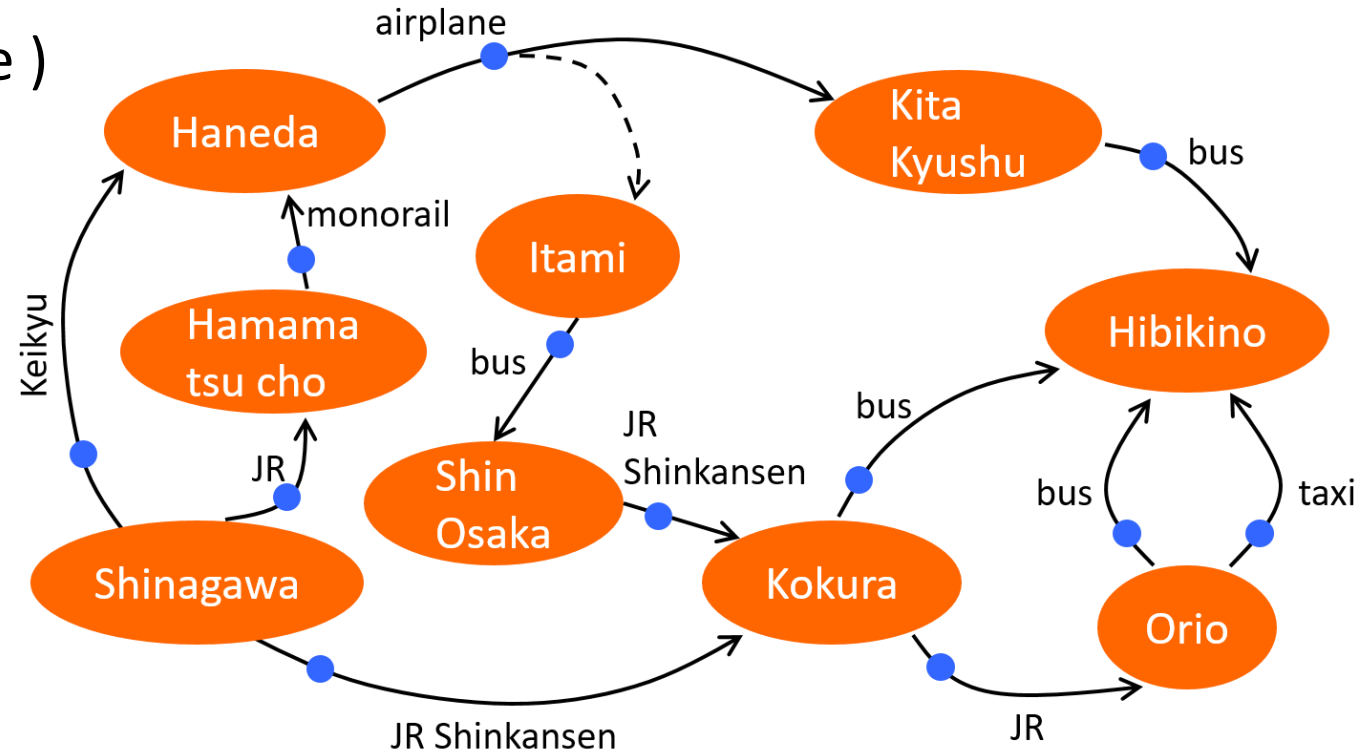 airplane
e )
Haneda
Kita
Kyushu
bus
monorail
Itami
Keikyu
Hamama
tsu cho
Hibikino
bus
JR
Shinkansen
bus
JR
Shin
Osaka
bus
taxi
Shinagawa
Kokura
Orio
JR Shinkansen
JR